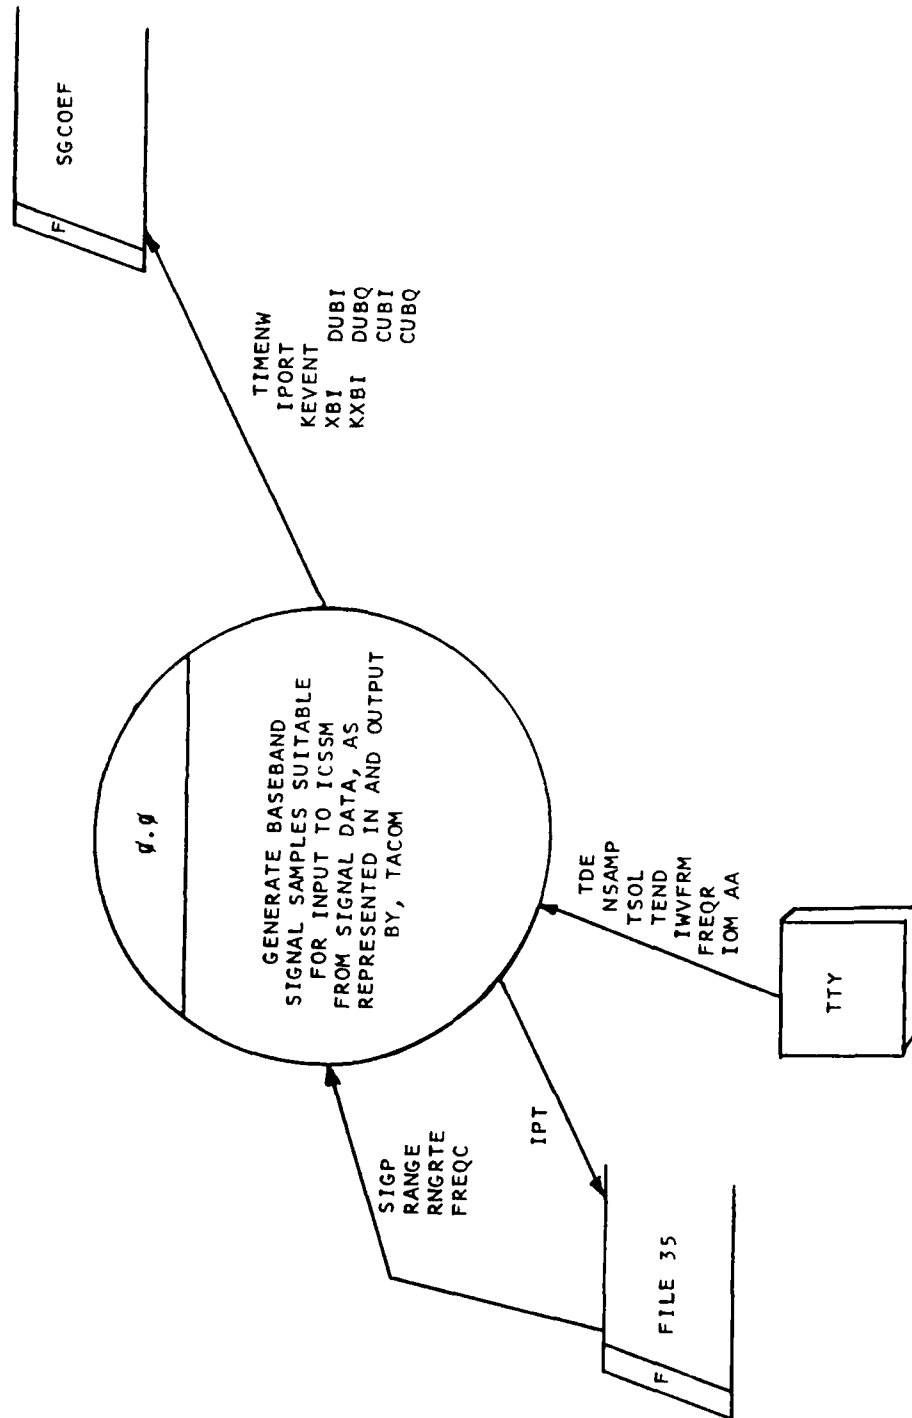 SGCOEF
F
TIMENW
IPORT
KEVENT
XBI DUBI
KXBI DUBQ
CUBI
CUBQ
ø.ø
GENERATE BASEBAND
SIGNAL SAMPLES SUITABLE
FOR INPUT TO ICSSM
FROM SIGNAL DATA, AS
REPRESENTED IN AND OUTPUT
BY, TACOM
SIGP
RANGE
RNGRTE
FREQC
IPT
TDE
NSAMP
TSOL
TEND
IWVFRM
FREQR
IOM AA
F
FILE 35
TTY